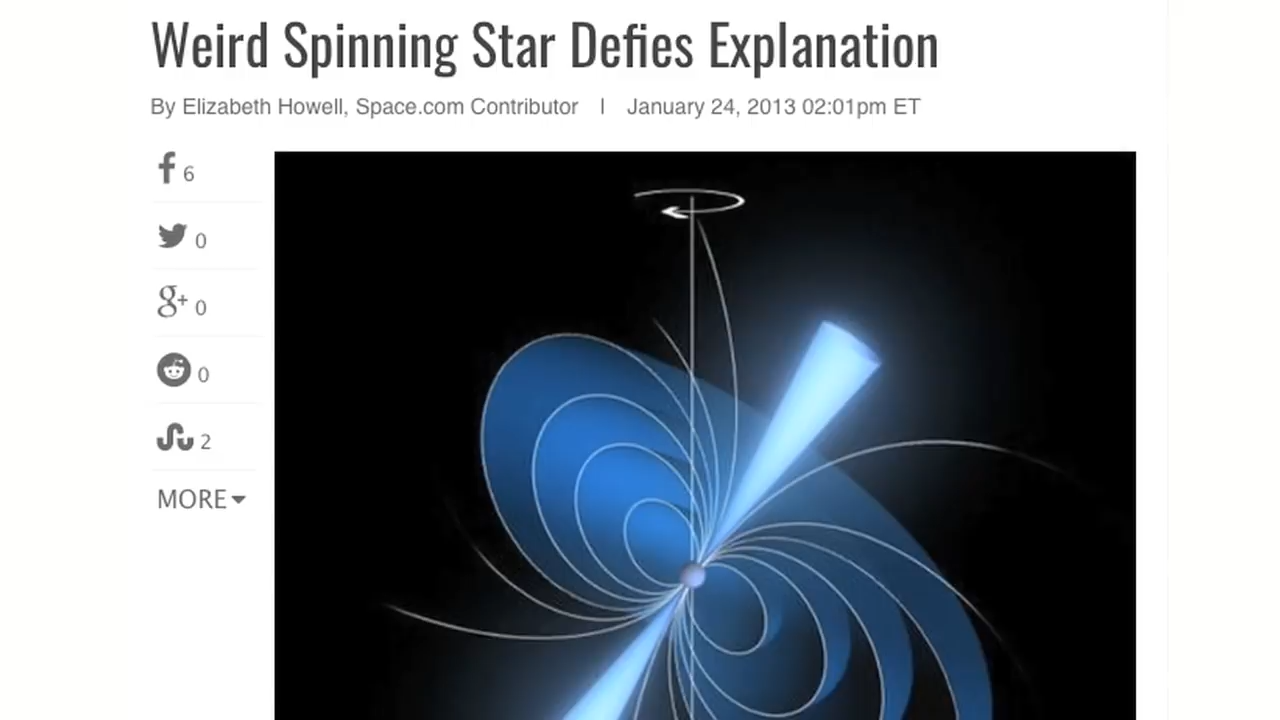 Weird Spinning Star Defies Explanation
By Elizabeth Howell, Space.com Contributor | January 24, 2013 02:01pm ET
6
0
g+ 0
0
2
MORE